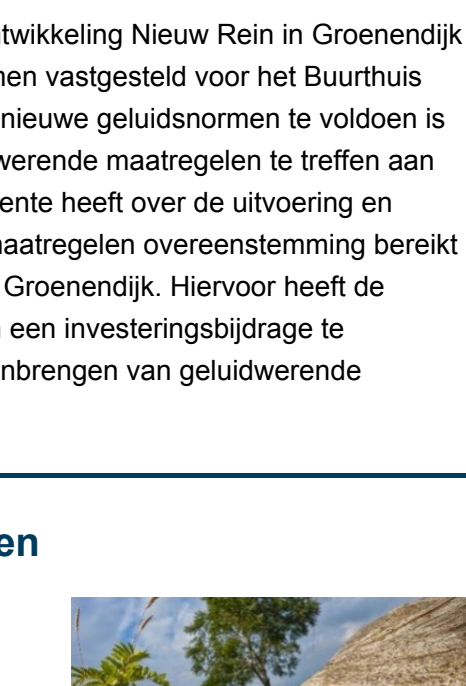 twikkeling Nieuw Rein in Groenendijk
nen vastgesteld voor het Buurthuis
nieuwe geluidsnormen te voldoen is
werende maatregelen te treffen aan
ente heeft over de uitvoering en
naatregelen overeenstemming bereikt
Groenendijk. Hiervoor heeft de
een investeringsbijdrage te
nbrengen van geluidwerende
en